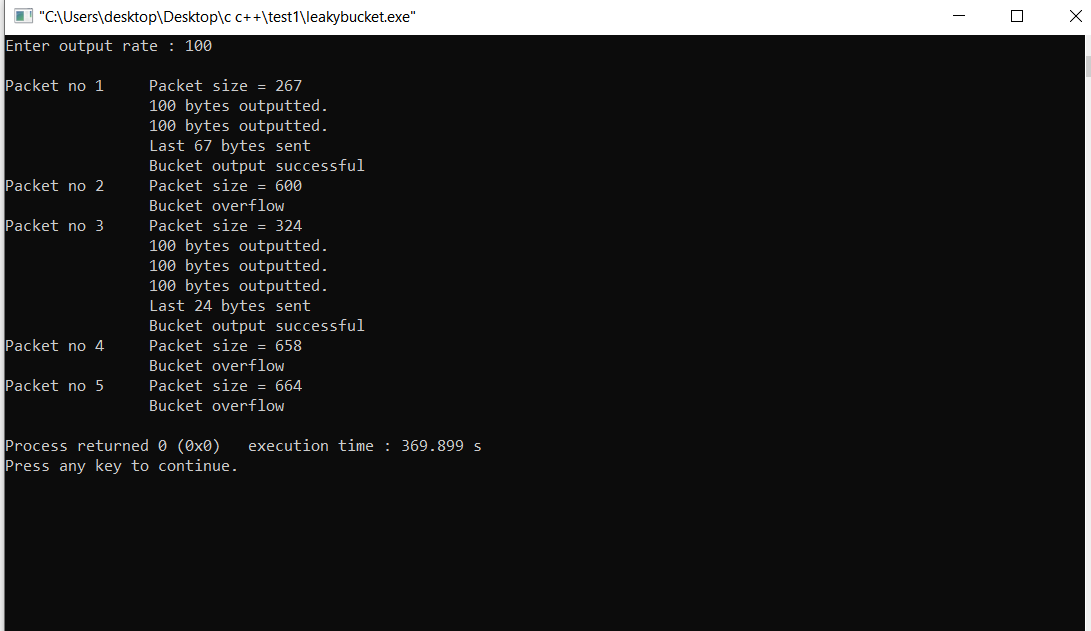 "C:\Users\desktop\Desktop\c c++\test1\leakybucket.exe"
Enter output rate : 100
Packet no 1 Packet size = 267
100 bytes outputted.
100 bytes outputted.
Last 67 bytes sent
Bucket output successful
Packet no 2 Packet size = 600
Bucket overflow
Packet no 3 Packet size = 324
100 bytes outputted.
100 bytes outputted.
100 bytes outputted.
Last 24 bytes sent
Bucket output successful
Packet no 4 Packet size = 658
Bucket overflow
Packet no 5 Packet size = 664
Bucket overflow
Process returned 0 (0x0) execution time : 369.899 s
Press any key to continue.